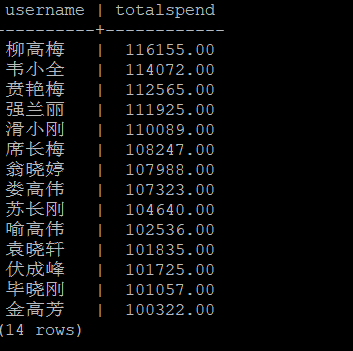 username | totalspend
---------+------------
柳高梅 | 116155.00
韦小全 | 114072.00
贲艳梅 | 112565.00
强兰丽 | 111925.00
滑小刚 | 110089.00
席长梅 | 108247.00
翁晓婷 | 107988.00
娄高伟 | 107323.00
苏长刚 | 104640.00
喻高伟 | 102536.00
袁晓轩 | 101835.00
伏成峰 | 101725.00
毕晓刚 | 101057.00
金高芳 | 100322.00
(14 rows)